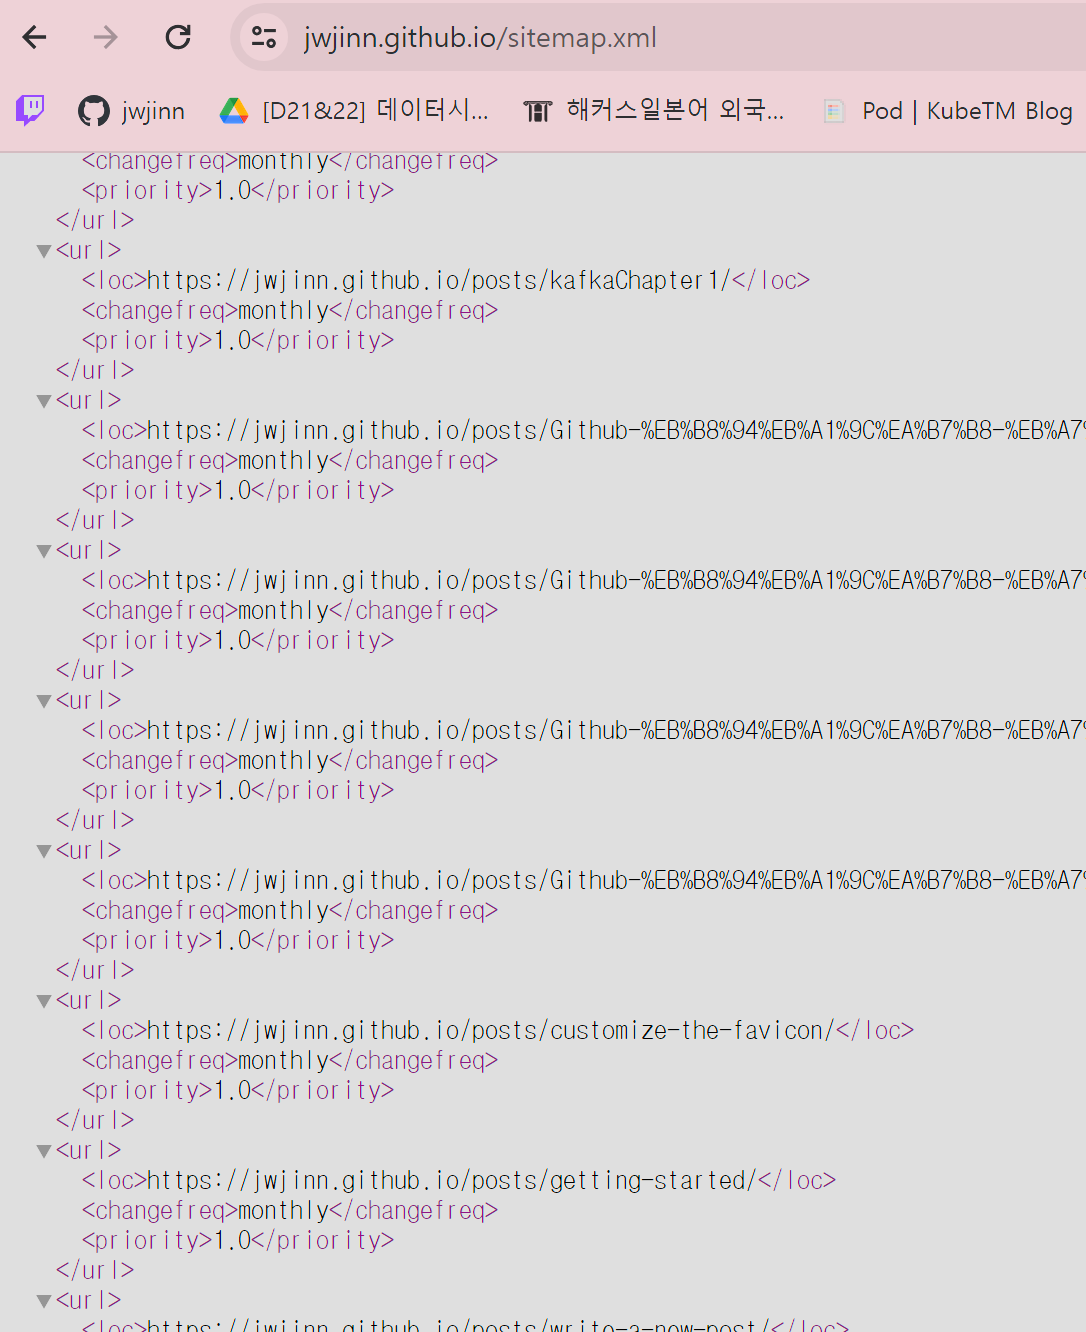 jwjinn.github.io/sitemap.xml
jwjinn [D21&22] 데이터시... 해커스일본어 외국... Pod | KubeTM Blog
<changefreq>monthly</changefreq>
<priority>1.0</priority>
</url>
▼<url>
<loc>https://jwjinn.github.io/posts/kafkaChapter1/</loc>
<changefreq>monthly</changefreq>
<priority>1.0</priority>
</url>
▼<url>
<loc>https://jwjinn.github.io/posts/Github-%EB%B8%94%EB%A1%9C%EA%B7%B8-%EB%A7%
<changefreq>monthly</changefreq>
<priority>1.0</priority>
</url>
▼<url>
<loc>https://jwjinn.github.io/posts/Github-%EB%B8%94%EB%A1%9C%EA%B7%B8-%EB%A7%
<changefreq>monthly</changefreq>
<priority>1.0</priority>
</url>
▼<url>
<loc>https://jwjinn.github.io/posts/Github-%EB%B8%94%EB%A1%9C%EA%B7%B8-%EB%A7%
<changefreq>monthly</changefreq>
<priority>1.0</priority>
</url>
▼<url>
<loc>https://jwjinn.github.io/posts/Github-%EB%B8%94%EB%A1%9C%EA%B7%B8-%EB%A7%
<changefreq>monthly</changefreq>
<priority>1.0</priority>
</url>
▼<url>
<loc>https://jwjinn.github.io/posts/customize-the-favicon/</loc>
<changefreq>monthly</changefreq>
<priority>1.0</priority>
</url>
▼<url>
<loc>https://jwjinn.github.io/posts/getting-started/</loc>
<changefreq>monthly</changefreq>
<priority>1.0</priority>
</url>
▼<url>
<loc>https://jwjinn.github.io/posts/write-a-new-post/</loc>